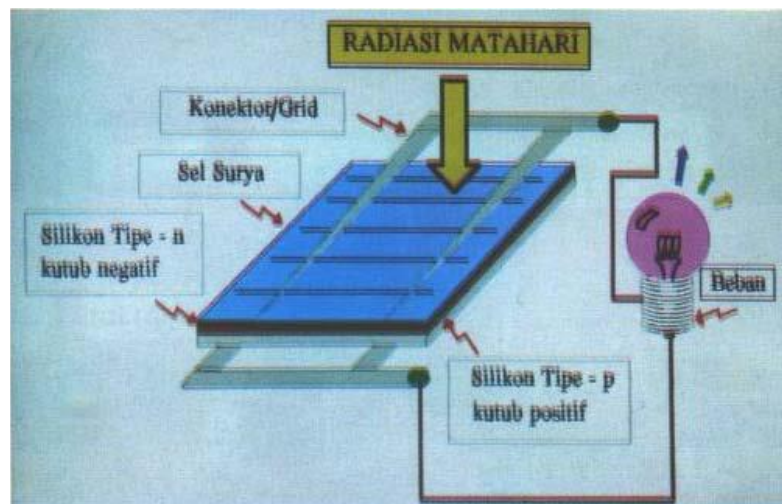 RADIASI MATAHARI
Konektor/Grid
Sel Surya
Silikon Tipe = n
kutub negatif
Beban
Silikon Tipe = p
kutub positif